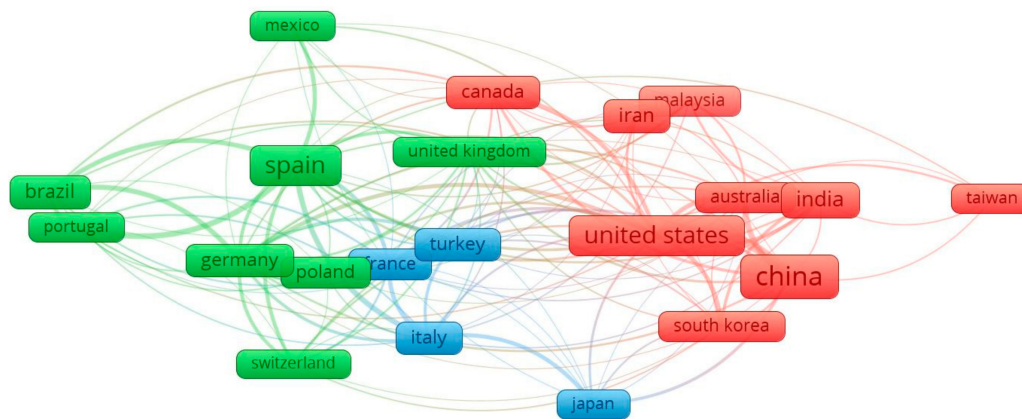 mexico
canada
malaysia
iran
united kingdom
spain
brazil
australia
india
taiwan
portugal
united states
turkey
germany
france
poland
china
south korea
italy
switzerland
japan